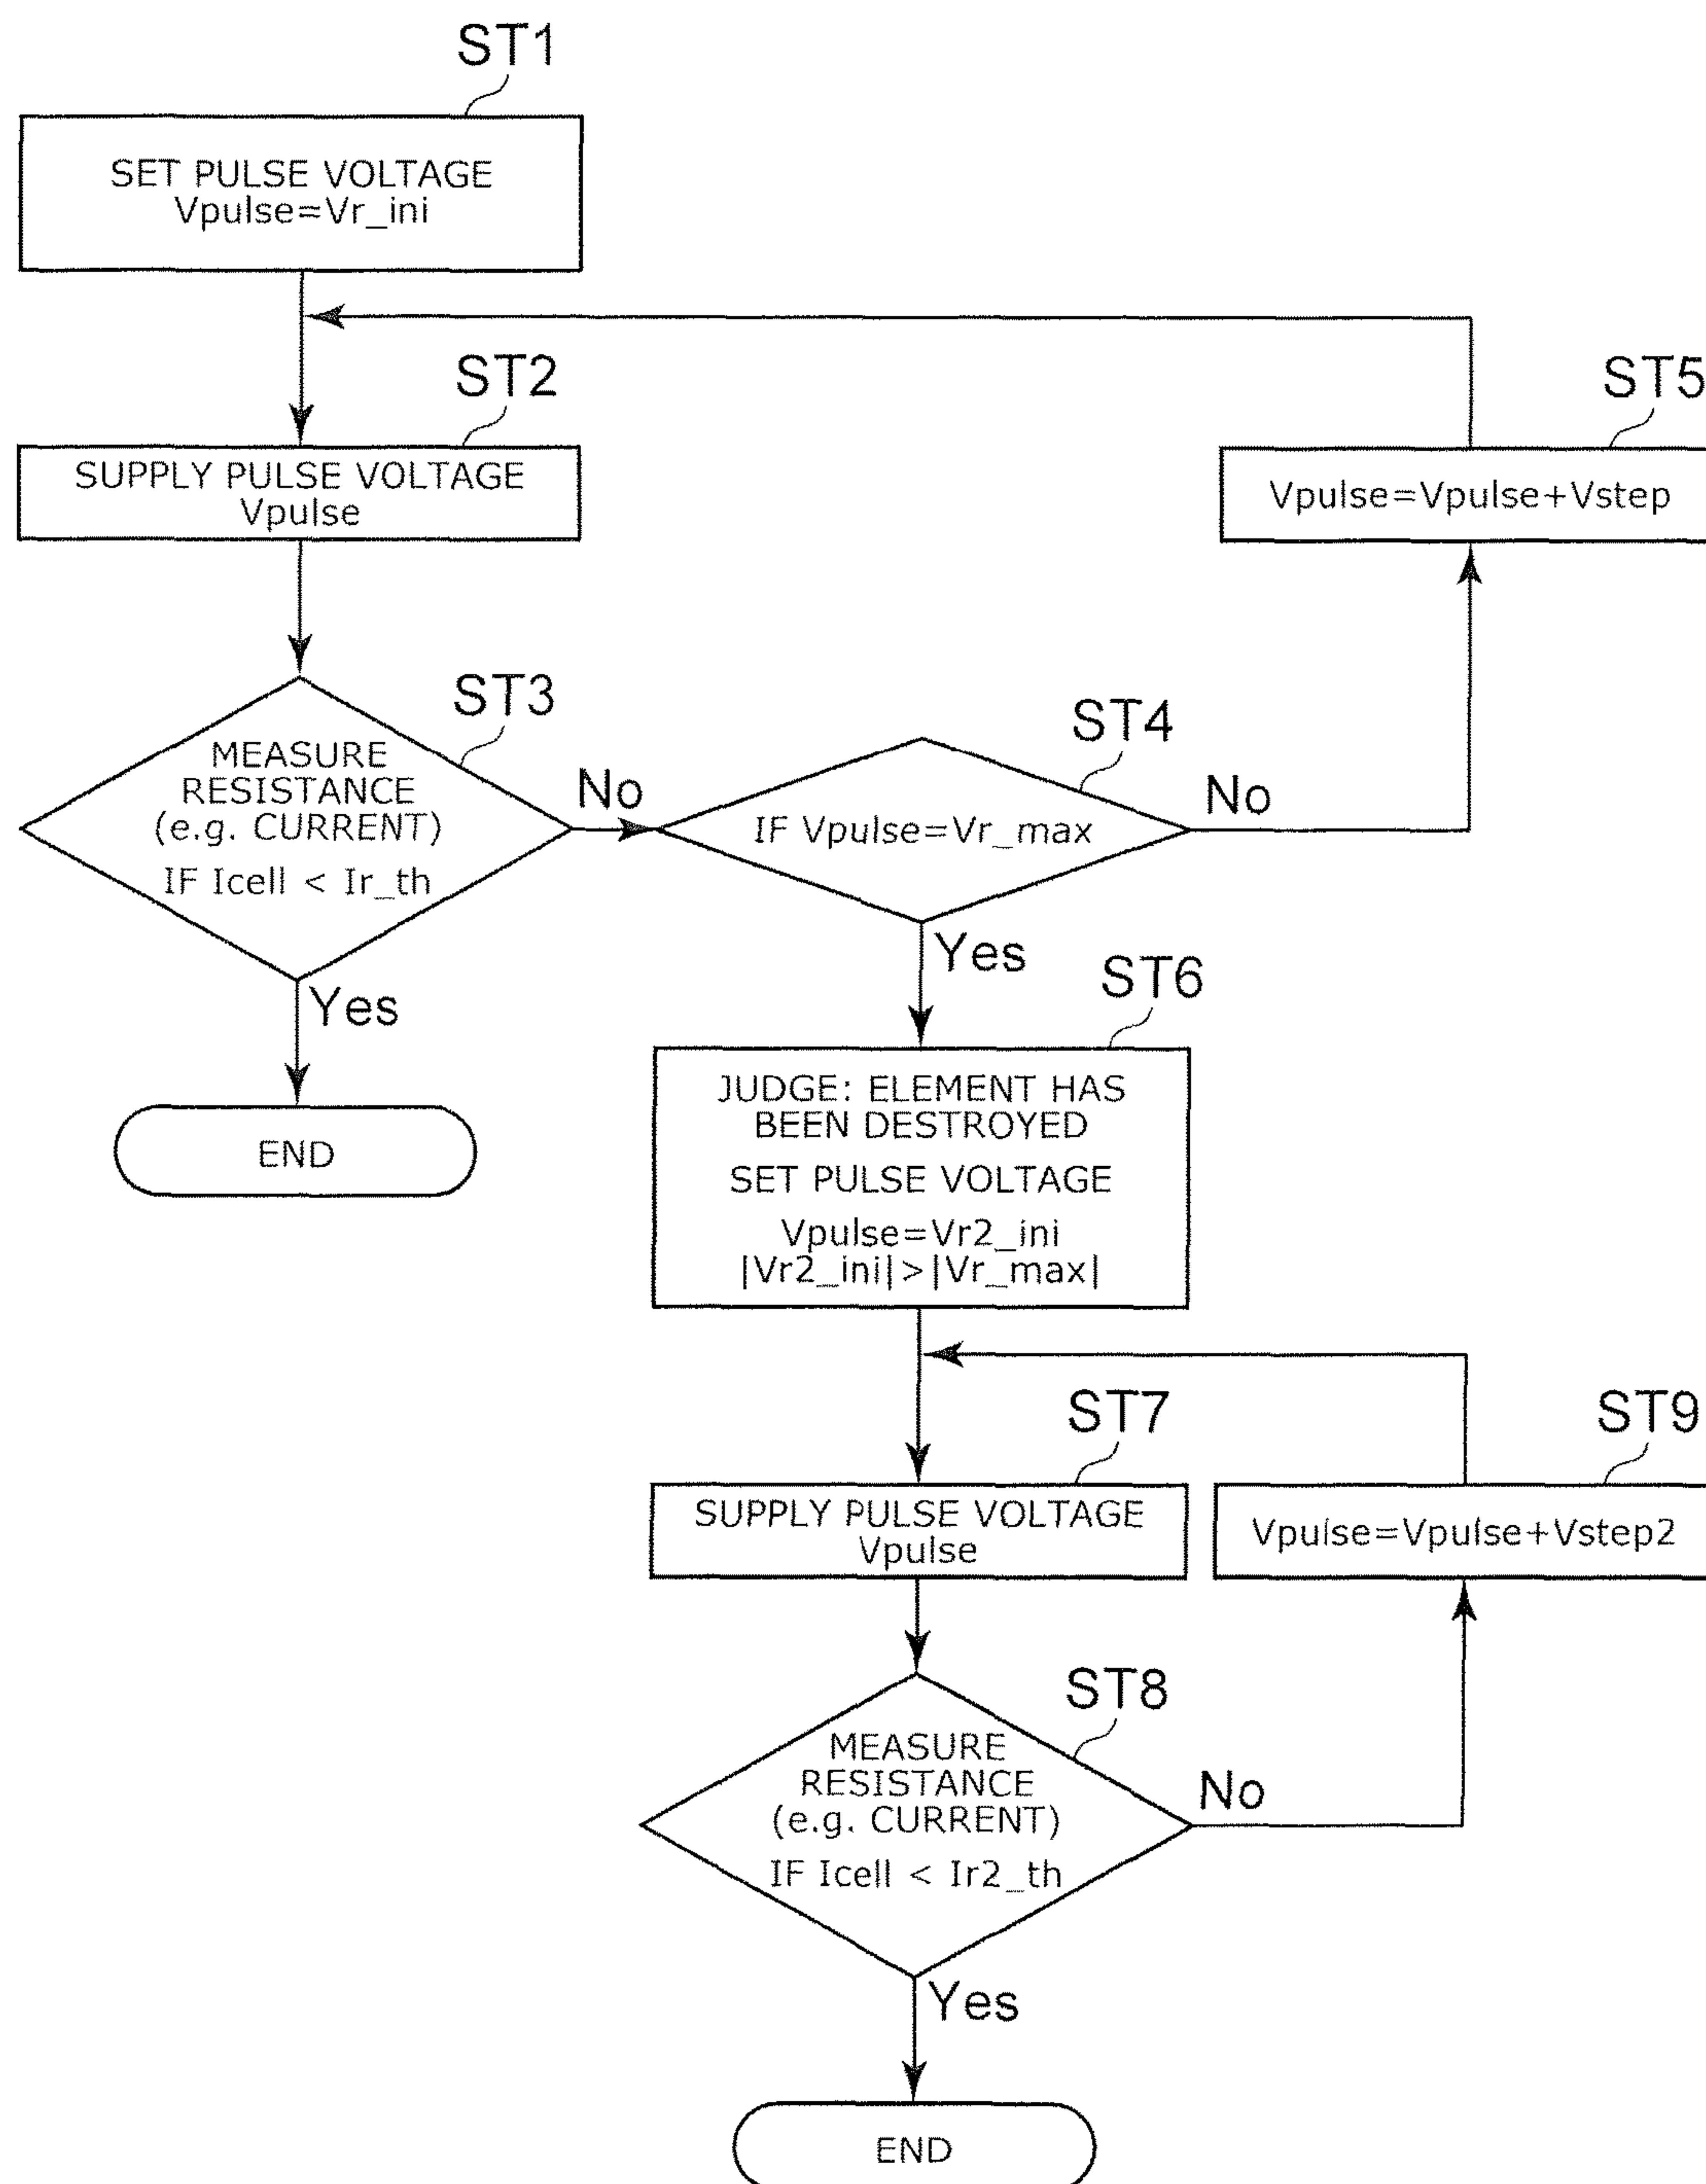 ST1
SET PULSE VOLTAGE
Vpulse=Vr_ini
ST2
SUPPLY PULSE VOLTAGE
Vpulse
ST5
Vpulse=Vpulse+Vstep
ST3
MEASURE
RESISTANCE
(e.g. CURRENT)
IF Icell < Ir_th
No
Yes
END
ST4
IF Vpulse=Vr_max
No
Yes
ST6
JUDGE: ELEMENT HAS
BEEN DESTROYED
SET PULSE VOLTAGE
Vpulse=Vr2_ini
|Vr2_ini|>|Vr_max|
ST7
SUPPLY PULSE VOLTAGE
Vpulse
ST9
Vpulse=Vpulse+Vstep2
ST8
MEASURE
RESISTANCE
(e.g. CURRENT)
IF Icell < Ir2_th
No
Yes
END